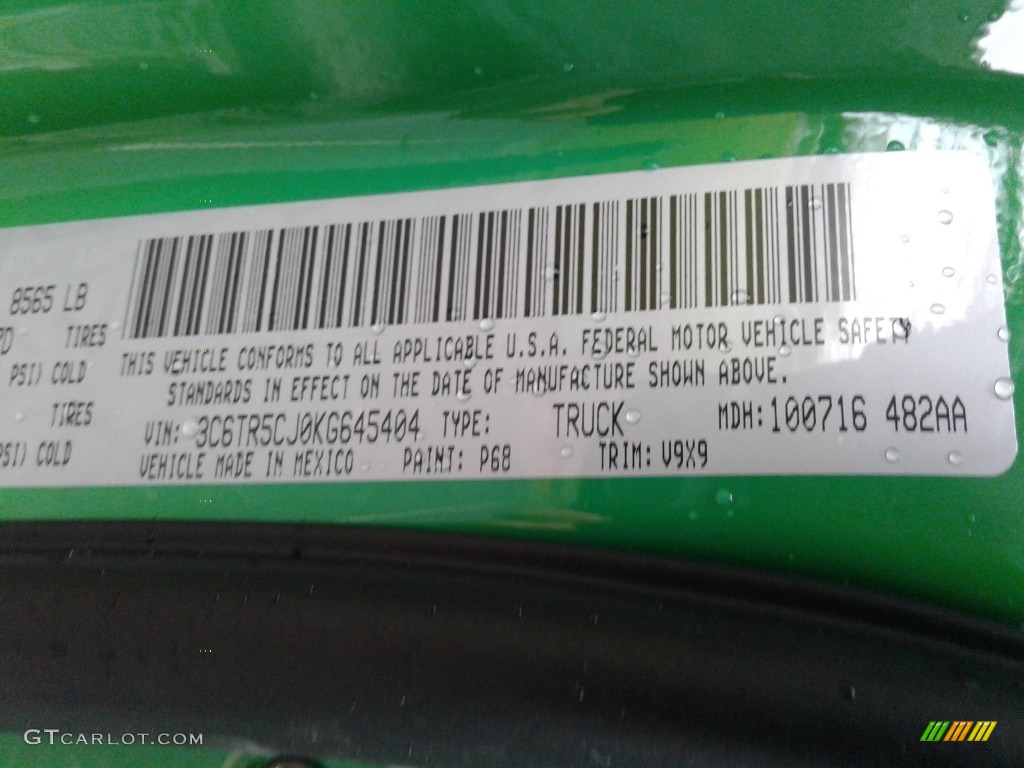 8565 LB
TIRES
PSI) COLD
TIRES
PSI) COLD
THIS VEHICLE CONFORMS TO ALL APPLICABLE U.S.A. FEDERAL MOTOR VEHICLE SAFETY
STANDARDS IN EFFECT ON THE DATE OF MANUFACTURE SHOWN ABOVE.
VIN: 3C6TR5CJ0KG645404 TYPE: TRUCK MDH: 100716 482AA
VEHICLE MADE IN MEXICO PAINT: P68 TRIM: V9X9
GTCARLOT.COM